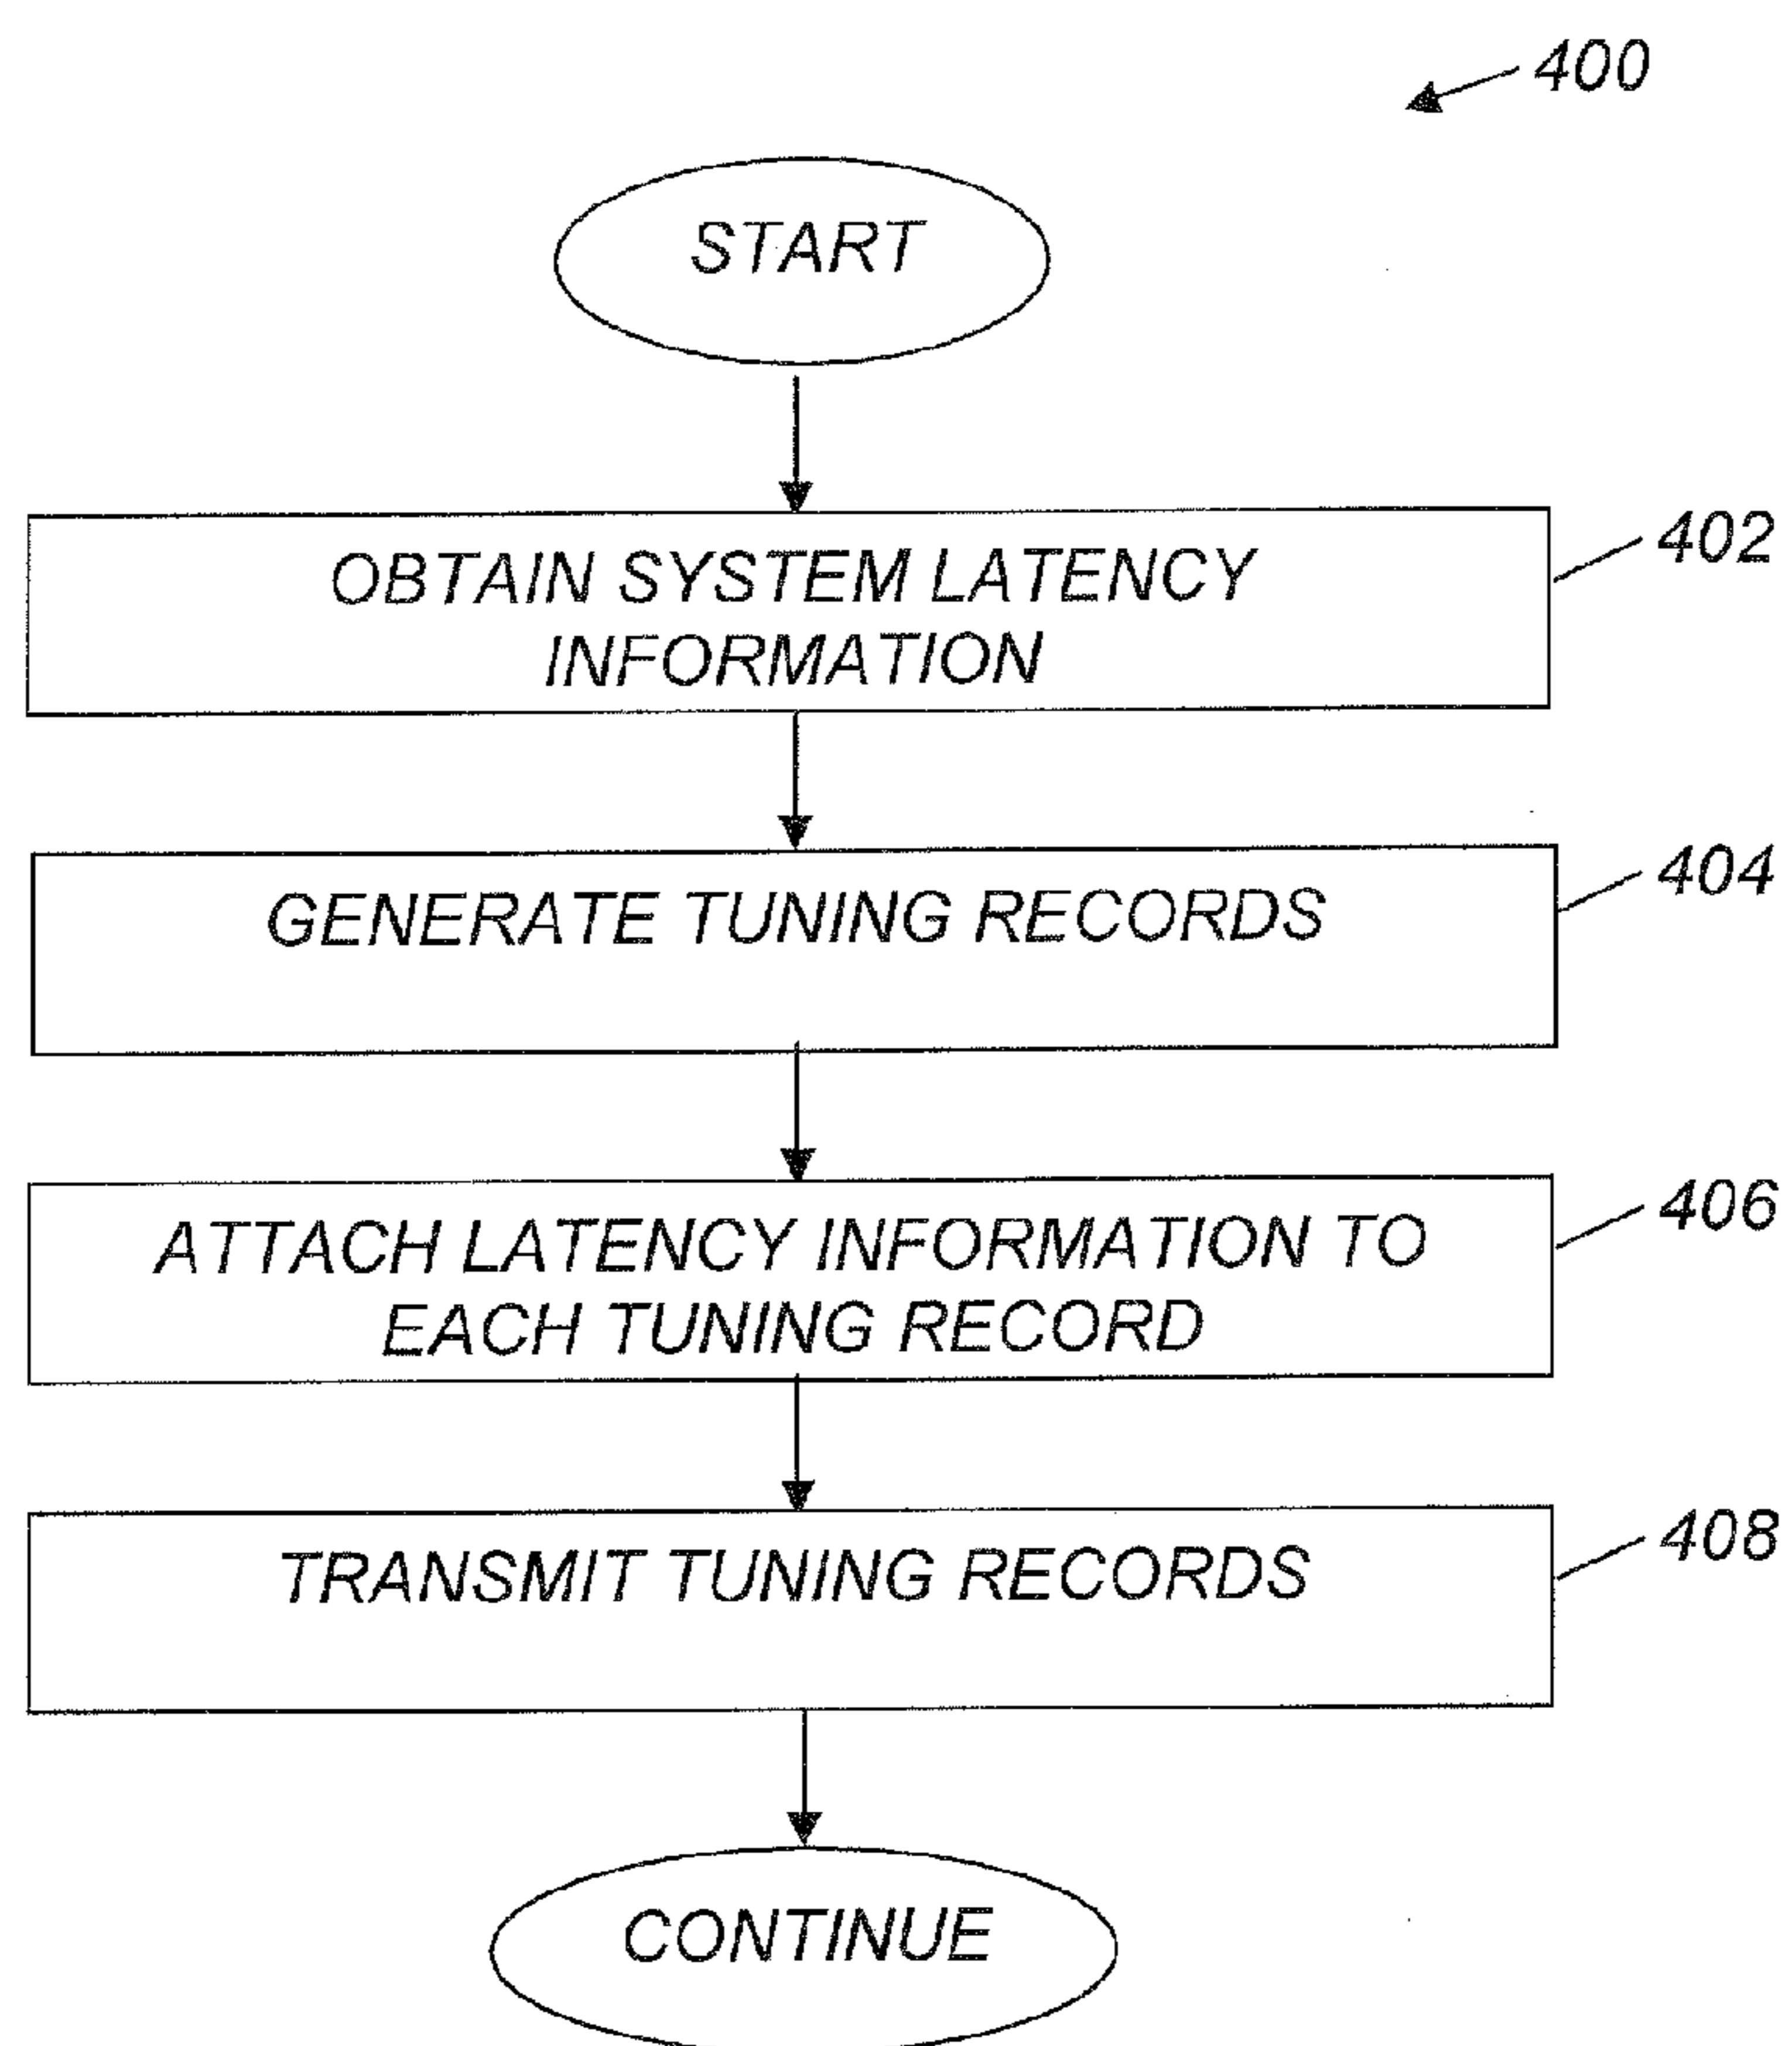 400
START
OBTAIN SYSTEM LATENCY
INFORMATION
402
GENERATE TUNING RECORDS
404
ATTACH LATENCY INFORMATION TO
EACH TUNING RECORD
406
TRANSMIT TUNING RECORDS
408
CONTINUE